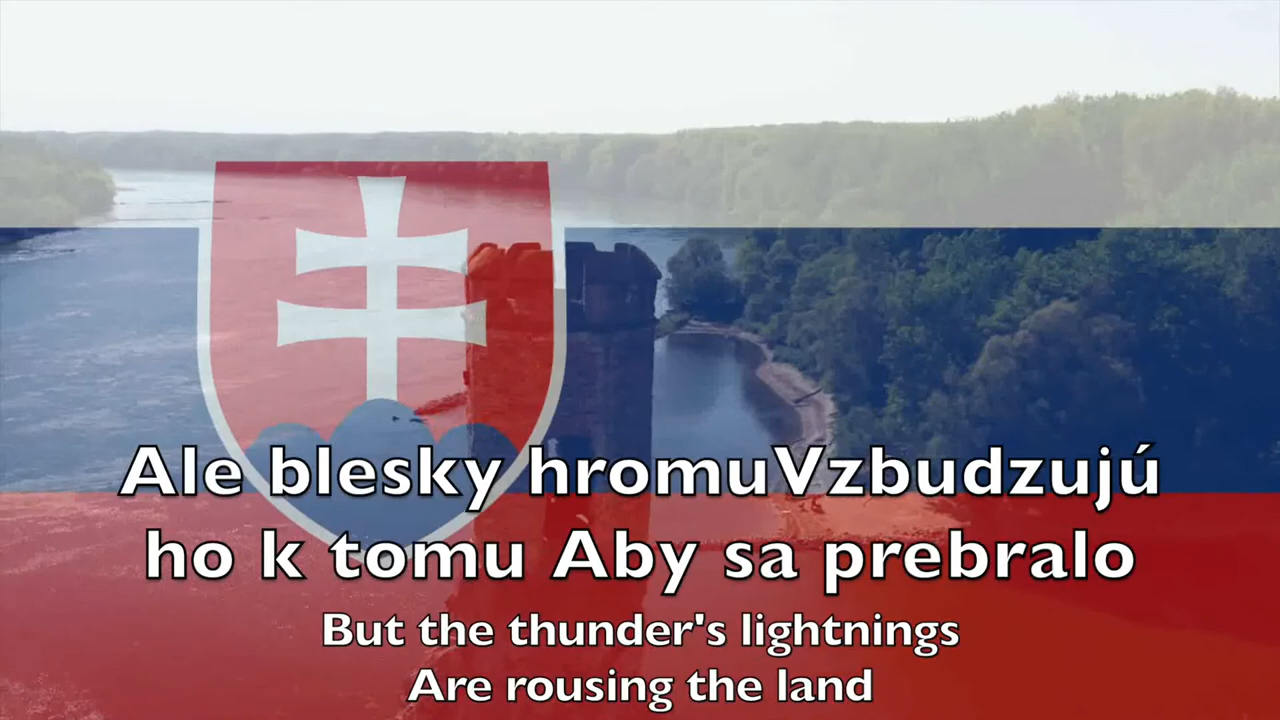 Ale blesky hromuVzbudzujú
ho k tomu Aby sa prebralo
But the thunder's lightnings
Are rousing the land